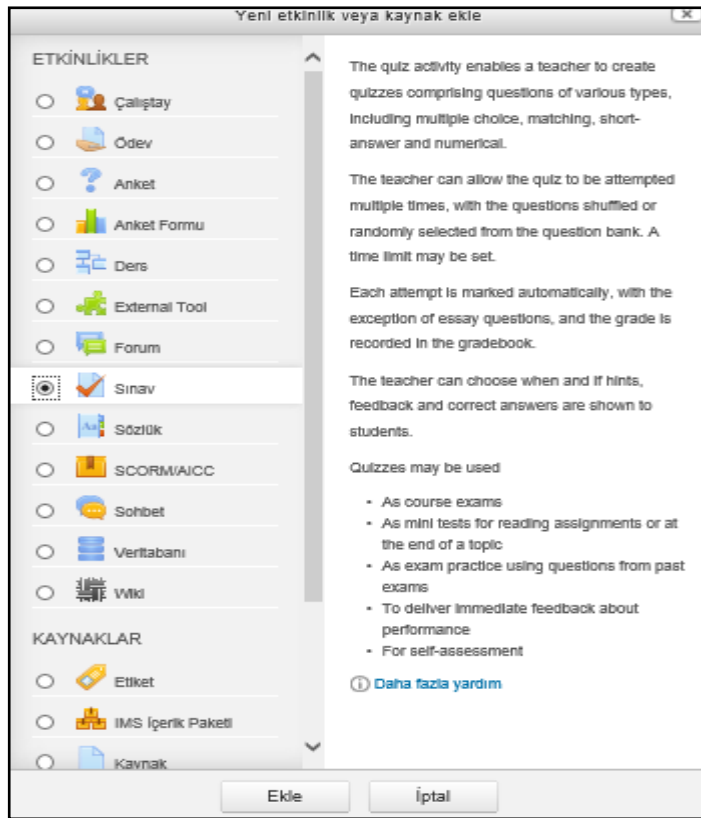 Yeni etkinlik veya kaynak ekle
ETKİNLİKLER
Çalıştay
Ödev
Anket
Anket Formu
Ders
External Tool
Forum
Sınav
Sözlük
SCORM/AICC
Sohbet
Veritabanı
Wiki
KAYNAKLAR
Etiket
IMS İçerik Paketi
Kaynak
The quiz activity enables a teacher to create
quizzes comprising questions of various types,
including multiple choice, matching, short-
answer and numerical.
The teacher can allow the quiz to be attempted
multiple times, with the questions shuffled or
randomly selected from the question bank. A
time limit may be set.
Each attempt is marked automatically, with the
exception of essay questions, and the grade is
recorded in the gradebook.
The teacher can choose when and if hints,
feedback and correct answers are shown to
students.
Quizzes may be used
- As course exams
- As mini tests for reading assignments or at
the end of a topic
- As exam practice using questions from past
exams
- To deliver immediate feedback about
performance
- For self-assessment
Daha fazla yardım
Ekle
İptal